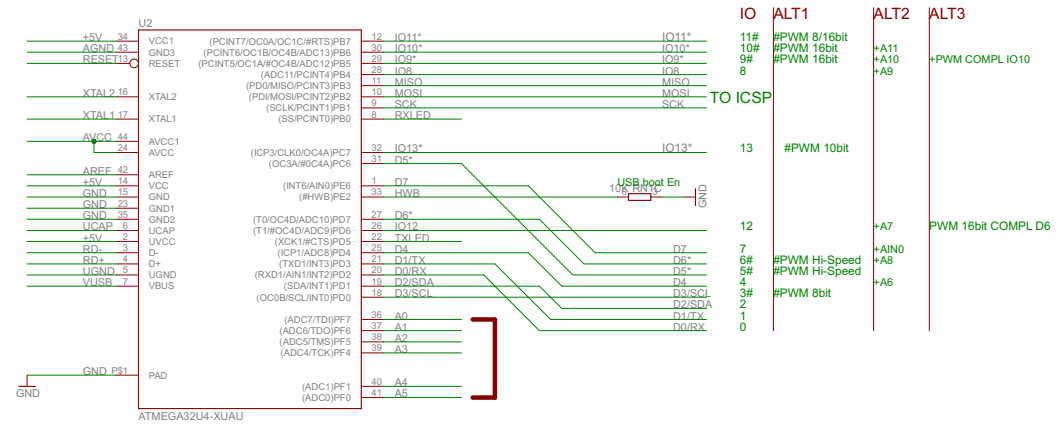 IO ALT1 ALT2 ALT3
U2
+5V 34 VCC1 (PCINT7/OC0A/OC1C/#RTS)PB7 12 IO11* IO11* 11# #PWM 8/16bit
AGND 43 GND3 (PCINT6/OC1B/OC4B/ADC13)PB6 30 IO10* IO10* 10# #PWM 16bit +A11
RESET 13 RESET (PCINT5/OC1A/#OC4B/ADC12)PB5 29 IO9* IO9* 9# #PWM 16bit +A10 +PWM COMPL IO10
(ADC11/PCINT4)PB4 28 IO8 IO8 8 +A9
(PD0/MISO/PCINT3)PB3 11 MISO MISO
XTAL2 16 XTAL2 (PDI/MOSI/PCINT2)PB2 10 MOSI MOSI TO ICSP
(SCLK/PCINT1)PB1 9 SCK SCK
XTAL1 17 XTAL1 (SS/PCINT0)PB0 8 RXLED
AVCC 44 AVCC1
24 AVCC (ICP3/CLK0/OC4A)PC7 32 IO13* IO13* 13 #PWM 10bit
(OC3A/#0C4A)PC6 31 D5*
AREF 42 AREF
+5V 14 VCC (INT6/AIN0)PE6 1 D7 USB boot En
GND 15 GND (#HWB)PE2 33 HWB 10K RN1C GND
GND 23 GND1
GND 35 GND2 (T0/OC4D/ADC10)PD7 27 D6*
UCAP 6 UCAP (T1/#OC4D/ADC9)PD6 26 IO12 12 +A7 PWM 16bit COMPL D6
+5V 2 UVCC (XCK1/#CTS)PD5 22 TXLED
RD- 3 D- (ICP1/ADC8)PD4 25 D4 D7 7 +AIN0
RD+ 4 D+ (TXD1/INT3)PD3 21 D1/TX D6* 6# #PWM Hi-Speed +A8
UGND 5 UGND (RXD1/AIN1/INT2)PD2 20 D0/RX D5* 5# #PWM Hi-Speed
VUSB 7 VBUS (SDA/INT1)PD1 19 D2/SDA D4 4 +A6
(OC0B/SCL/INT0)PD0 18 D3/SCL D3/SCL 3# #PWM 8bit
D2/SDA 2
(ADC7/TDI)PF7 36 A0 D1/TX 1
(ADC6/TDO)PF6 37 A1 D0/RX 0
(ADC5/TMS)PF5 38 A2
(ADC4/TCK)PF4 39 A3
GND P$1 PAD
(ADC1)PF1 40 A4
GND (ADC0)PF0 41 A5
ATMEGA32U4-XUAU